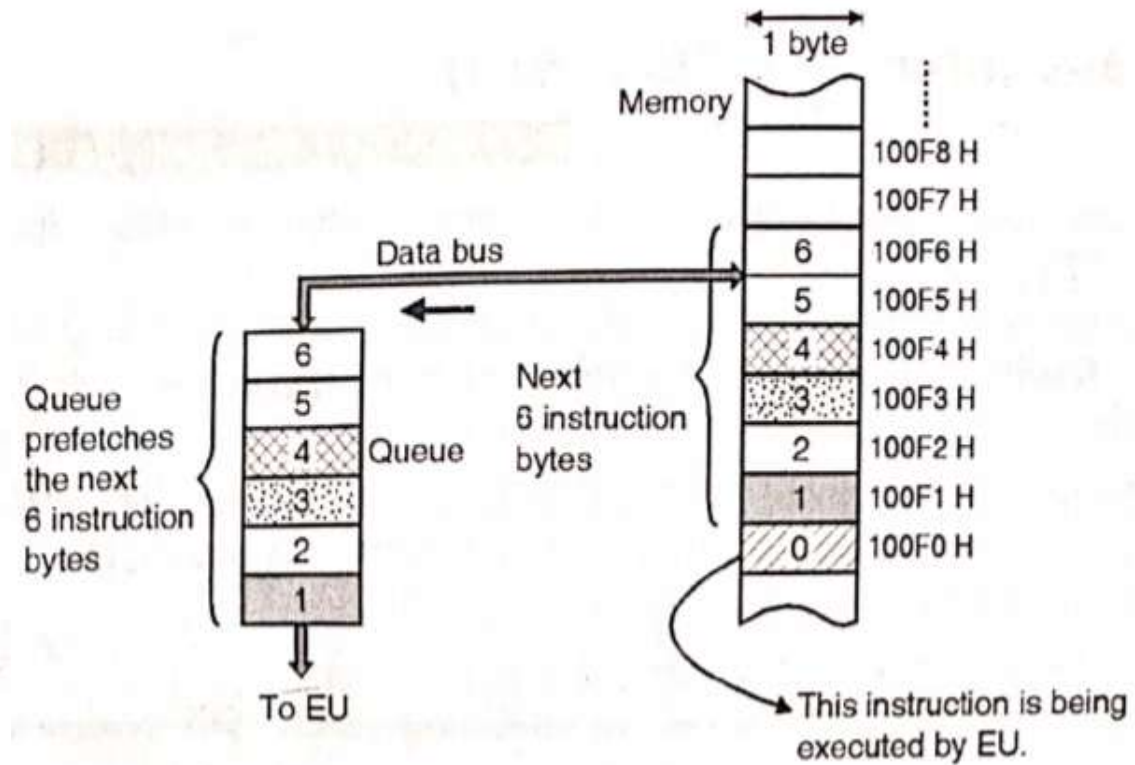 1 byte
Memory
100F8 H
100F7 H
6 100F6 H
5 100F5 H
4 100F4 H
3 100F3 H
2 100F2 H
1 100F1 H
0 100F0 H
Data bus
Next
6 instruction
bytes
6
5
4
3
2
1
Queue
Queue
prefetches
the next
6 instruction
bytes
To EU
This instruction is being
executed by EU.